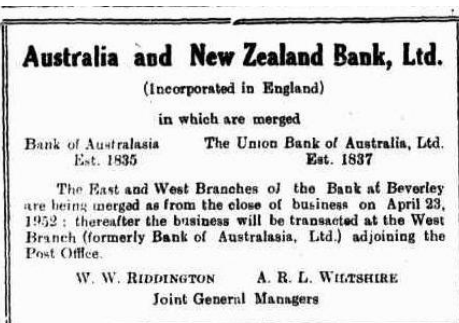 Australia and New Zealand Bank, Ltd.
(Incorporated in England)
in which are merged
Bank of Australasia The Union Bank of Australia, Ltd.
Est. 1835 Est. 1837
The East and West Branches of the Bank at Beverley
are being merged as from the close of business on April 23,
1952 : thereafter the business will be transacted at the West
Branch (formerly Bank of Australasia, Ltd.) adjoining the
Post Office.
W. W. RIDDINGTON A. R. L. WILTSHIRE
Joint General Managers